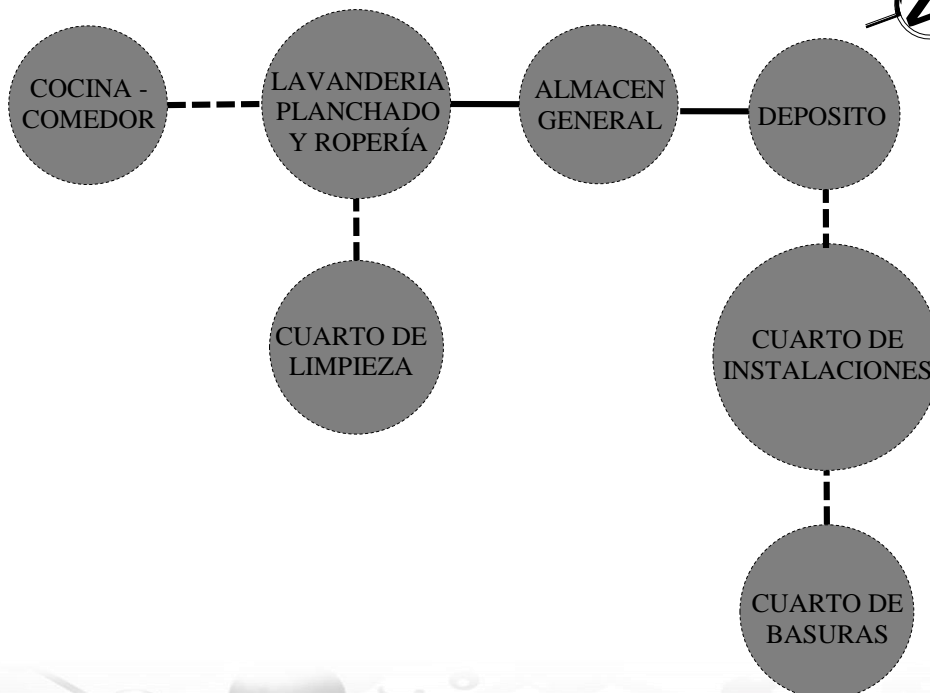 COCINA -
COMEDOR
LAVANDERIA
PLANCHADO
Y ROPERÍA
ALMACEN
GENERAL
DEPOSITO
CUARTO DE
LIMPIEZA
CUARTO DE
INSTALACIONES
CUARTO DE
BASURAS